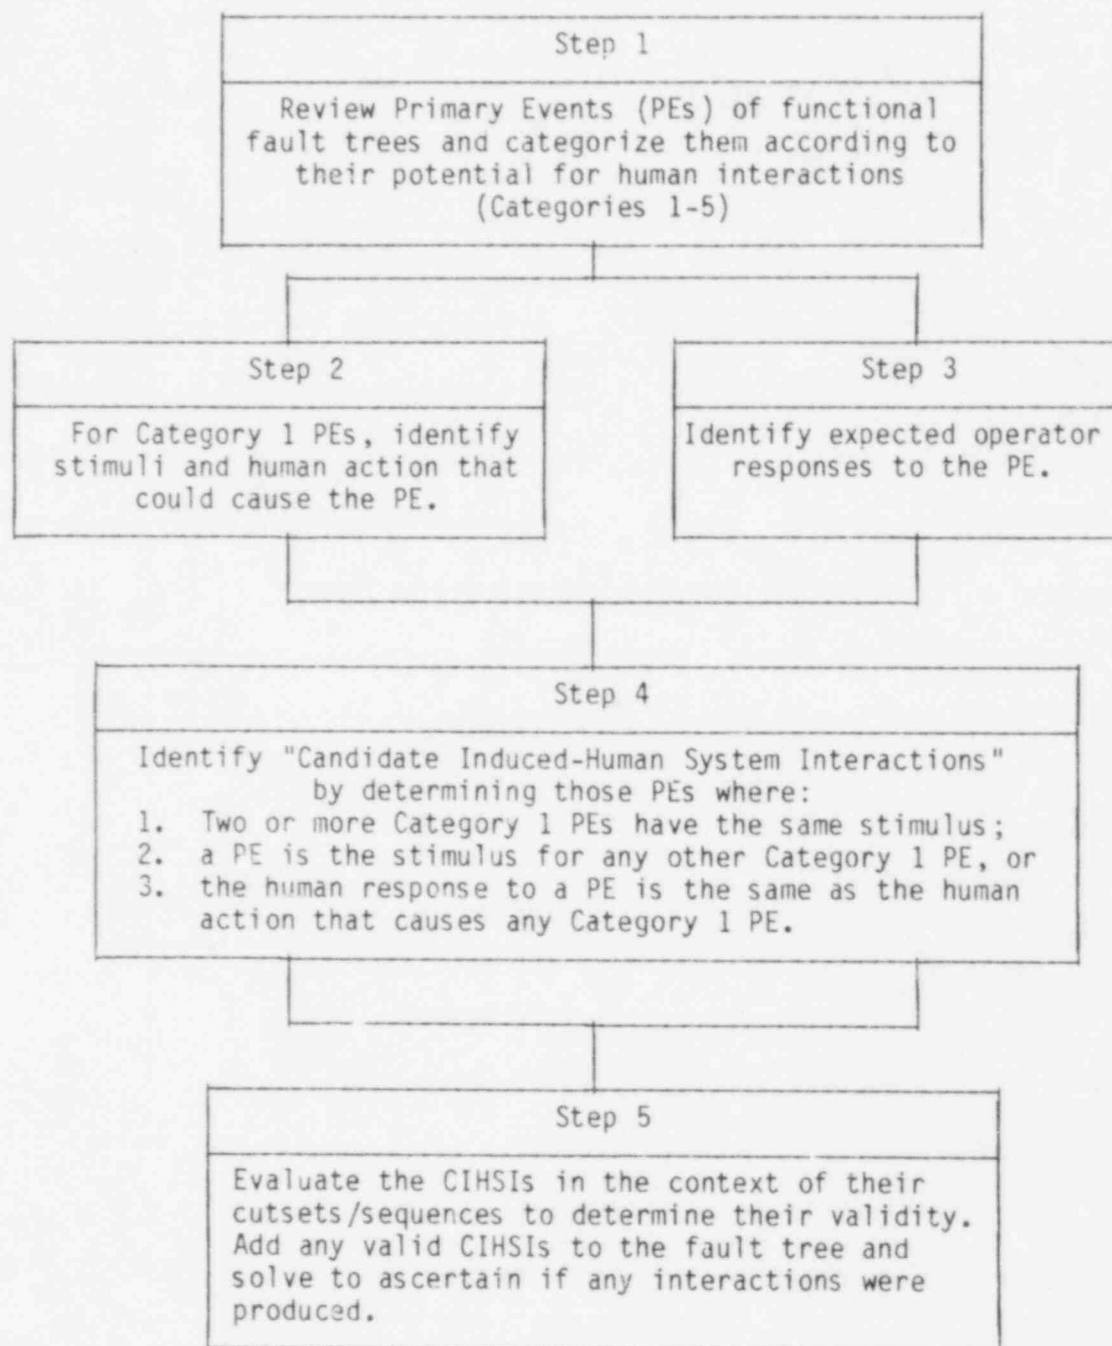 Step 1
Review Primary Events (PEs) of functional
fault trees and categorize them according to
their potential for human interactions
(Categories 1-5)
Step 2
For Category 1 PEs, identify
stimuli and human action that
could cause the PE.
Step 3
Identify expected operator
responses to the PE.
Step 4
Identify "Candidate Induced-Human System Interactions"
by determining those PEs where:
1. Two or more Category 1 PEs have the same stimulus;
2. a PE is the stimulus for any other Category 1 PE, or
3. the human response to a PE is the same as the human
action that causes any Category 1 PE.
Step 5
Evaluate the CIHSIs in the context of their
cutsets/sequences to determine their validity.
Add any valid CIHSIs to the fault tree and
solve to ascertain if any interactions were
produced.